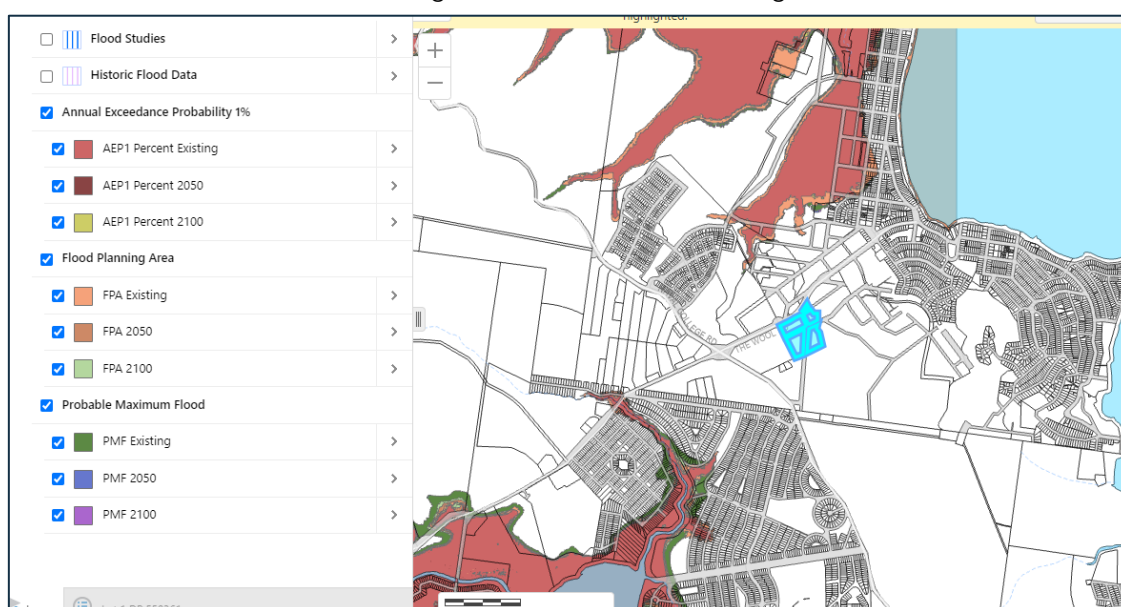 highlighted.
Flood Studies
Historic Flood Data
Annual Exceedance Probability 1%
AEP1 Percent Existing
AEP1 Percent 2050
AEP1 Percent 2100
Flood Planning Area
FPA Existing
FPA 2050
FPA 2100
Probable Maximum Flood
PMF Existing
PMF 2050
PMF 2100
COLLEGE RD
THE WOOL